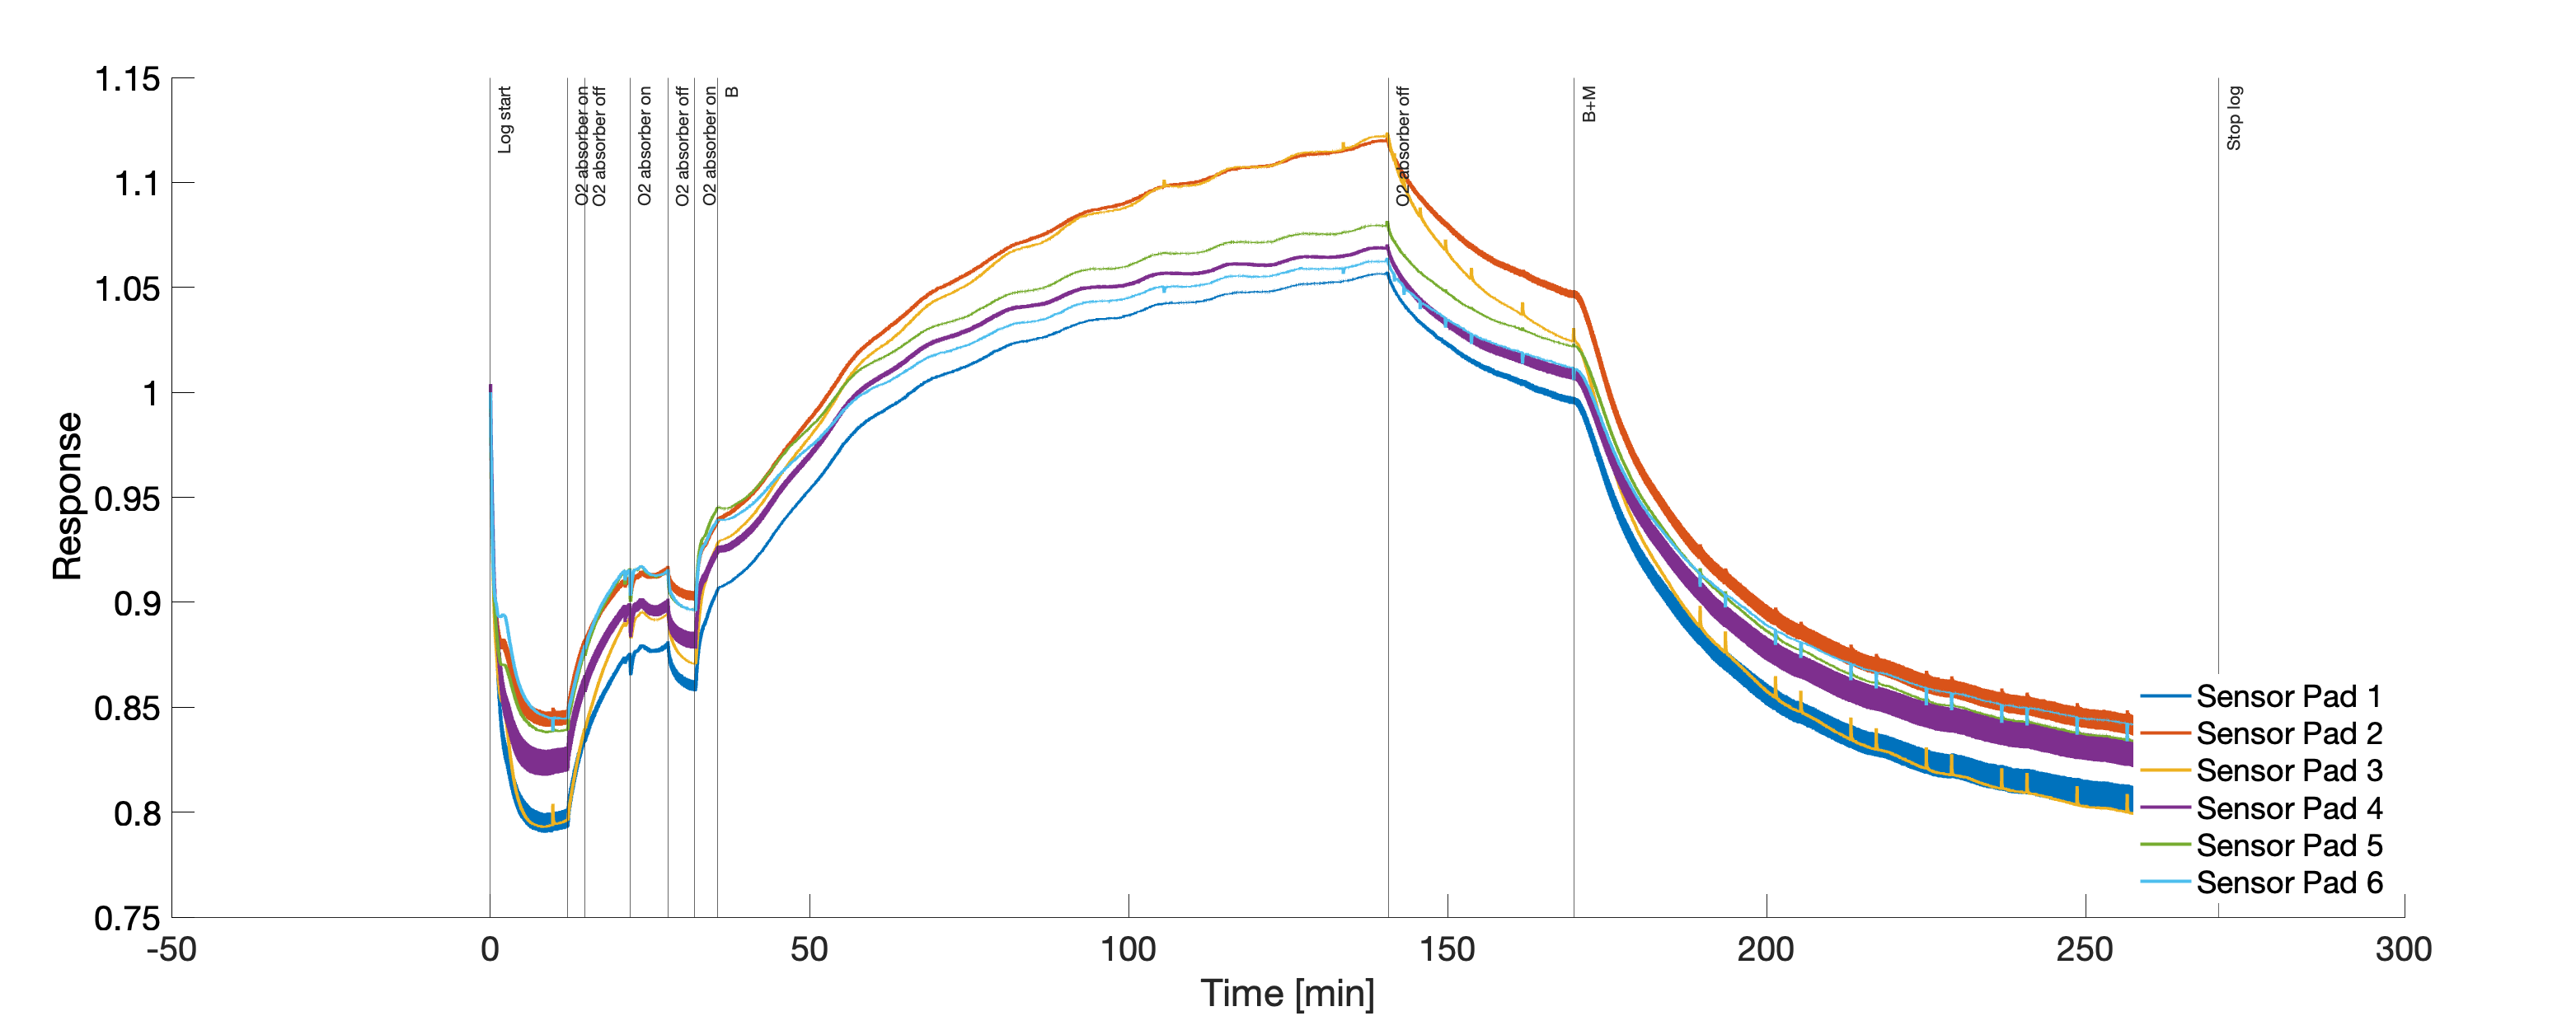 1.15
1.1
1.05
1
0.95
0.9
0.85
0.8
0.75
Response
Log start
O2 absorber on
O2 absorber off
O2 absorber on
O2 absorber off
O2 absorber on
B
O2 absorber off
B+M
Stop log
Sensor Pad 1
Sensor Pad 2
Sensor Pad 3
Sensor Pad 4
Sensor Pad 5
Sensor Pad 6
-50 0 50 100 150 200 250 300
Time [min]